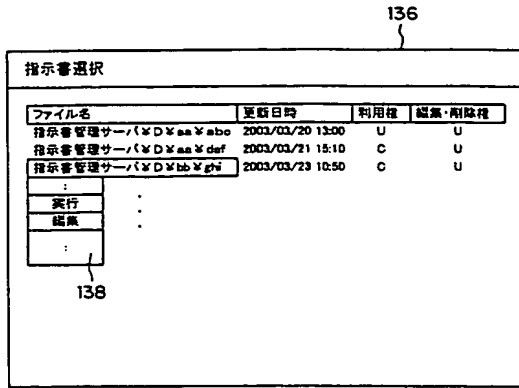 136
指示書選択
ファイル名 更新日時 利用権 編集・削除権
指示書管理サーバ¥D¥aa¥abc 2003/03/20 13:00 U U
指示書管理サーバ¥D¥aa¥def 2003/03/21 15:10 C U
指示書管理サーバ¥D¥bb¥ghi 2003/03/23 10:50 C U
:
実行
編集
:
138